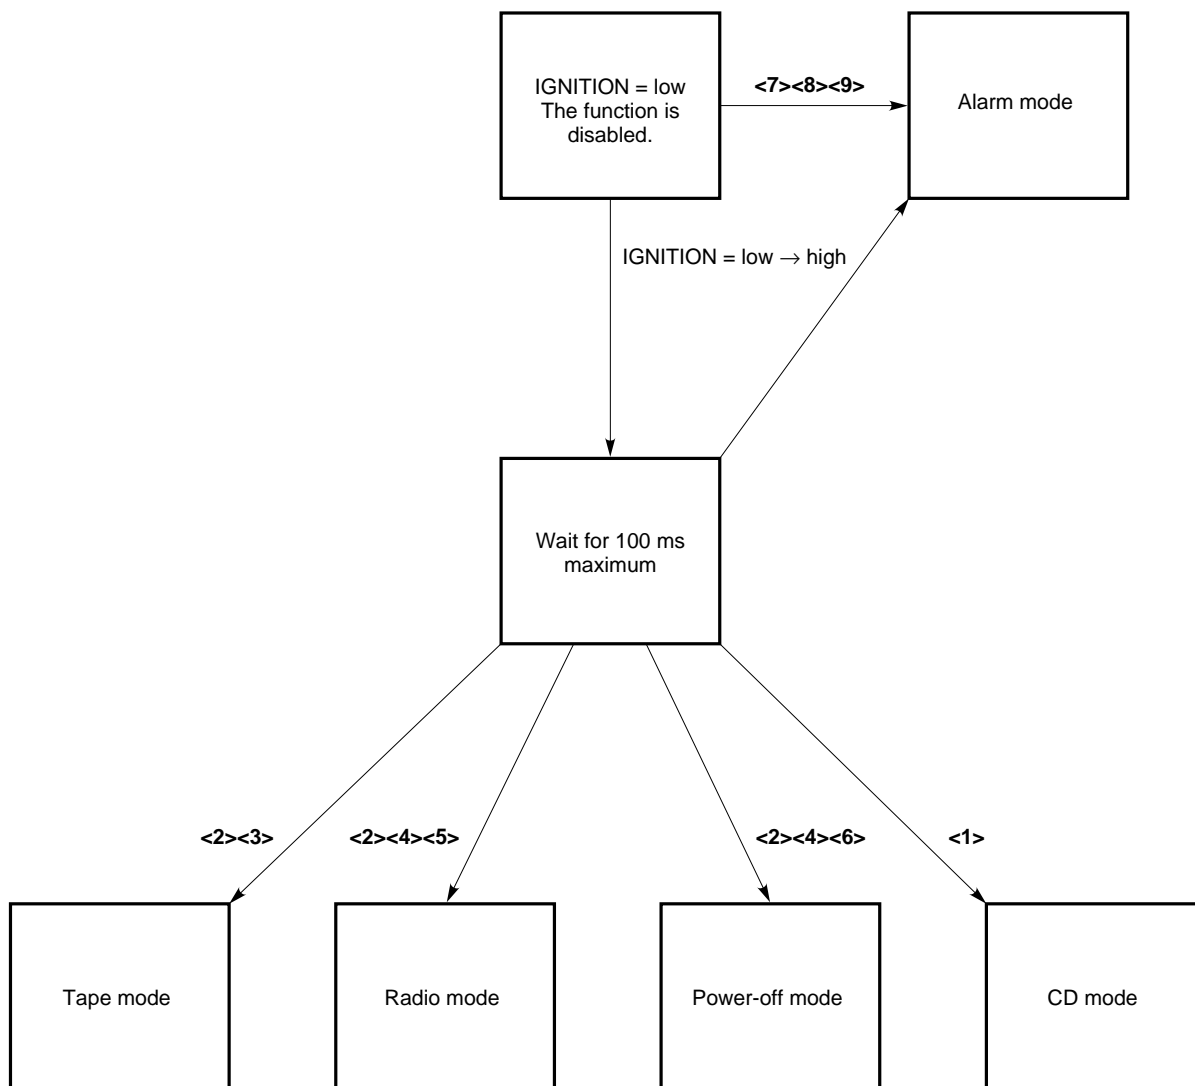 IGNITION = low
The function is
disabled.
<7><8><9>
Alarm mode
IGNITION = low → high
Wait for 100 ms
maximum
<2><3>
<2><4><5>
<2><4><6>
<1>
Tape mode
Radio mode
Power-off mode
CD mode